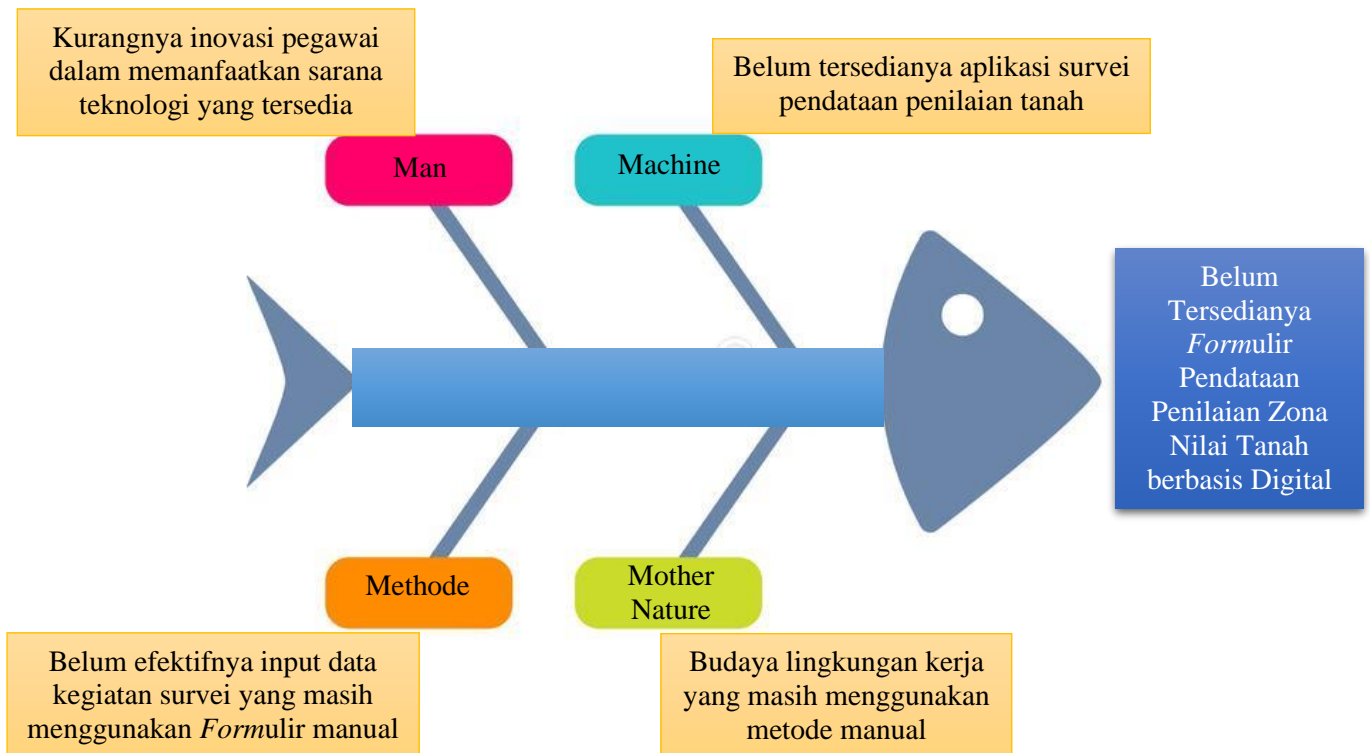 Kurangnya inovasi pegawai
dalam memanfaatkan sarana
teknologi yang tersedia
Belum tersedianya aplikasi survei
pendataan penilaian tanah
Man
Machine
Belum
Tersedianya
Formulir
Pendataan
Penilaian Zona
Nilai Tanah
berbasis Digital
Methode
Mother
Nature
Belum efektifnya input data
kegiatan survei yang masih
menggunakan Formulir manual
Budaya lingkungan kerja
yang masih menggunakan
metode manual